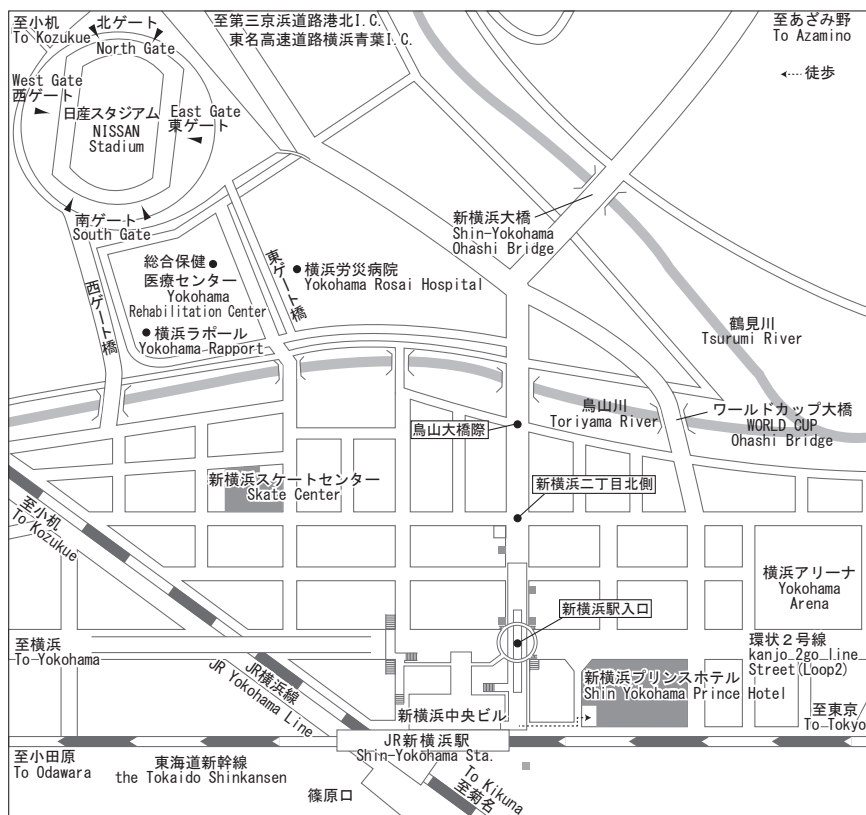 至小机
To Kozukue
北ゲート
North Gate
至第三京浜道路港北I.C.
東名高速道路横浜青葉I.C.
至あざみ野
To Azamino
徒歩
West Gate
西ゲート
日産スタジアム
NISSAN
Stadium
East Gate
東ゲート
南ゲート
South Gate
新横浜大橋
Shin-Yokohama
Ohashi Bridge
総合保健
医療センター
Yokohama
Rehabilitation Center
東ゲート橋
横浜労災病院
Yokohama Rosai Hospital
西ゲート橋
横浜ラポール
Yokohama Rapport
鶴見川
Tsurumi River
鳥山大橋際
鳥山川
Toriyama River
ワールドカップ大橋
WORLD CUP
Ohashi Bridge
新横浜スケートセンター
Skate Center
新横浜二丁目北側
至小机
To Kozukue
横浜アリーナ
Yokohama
Arena
新横浜駅入口
至横浜
To Yokohama
環状2号線
kanjo 2go line
Street(Loop2)
JR横浜線
JR Yokohama Line
新横浜プリンスホテル
Shin Yokohama Prince Hotel
新横浜中央ビル
至東京
To Tokyo
JR新横浜駅
Shin-Yokohama Sta.
至小田原
To Odawara
東海道新幹線
the Tokaido Shinkansen
篠原口
To Kikuna
至菊名